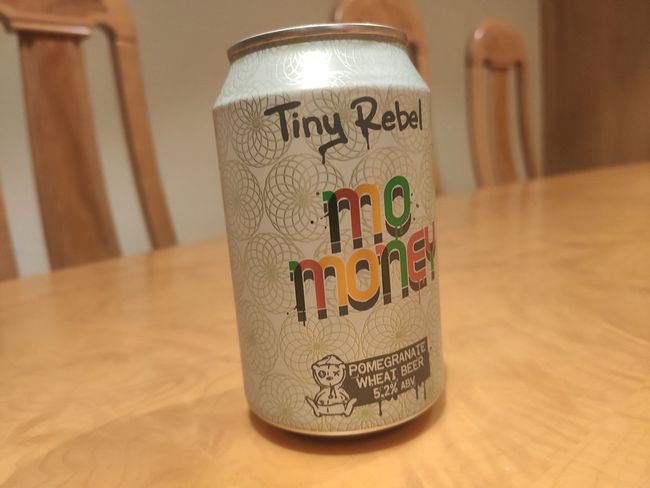 Tiny Rebel
MO
MONEY
POMEGRANATE
WHEAT BEER
5.2% ABV